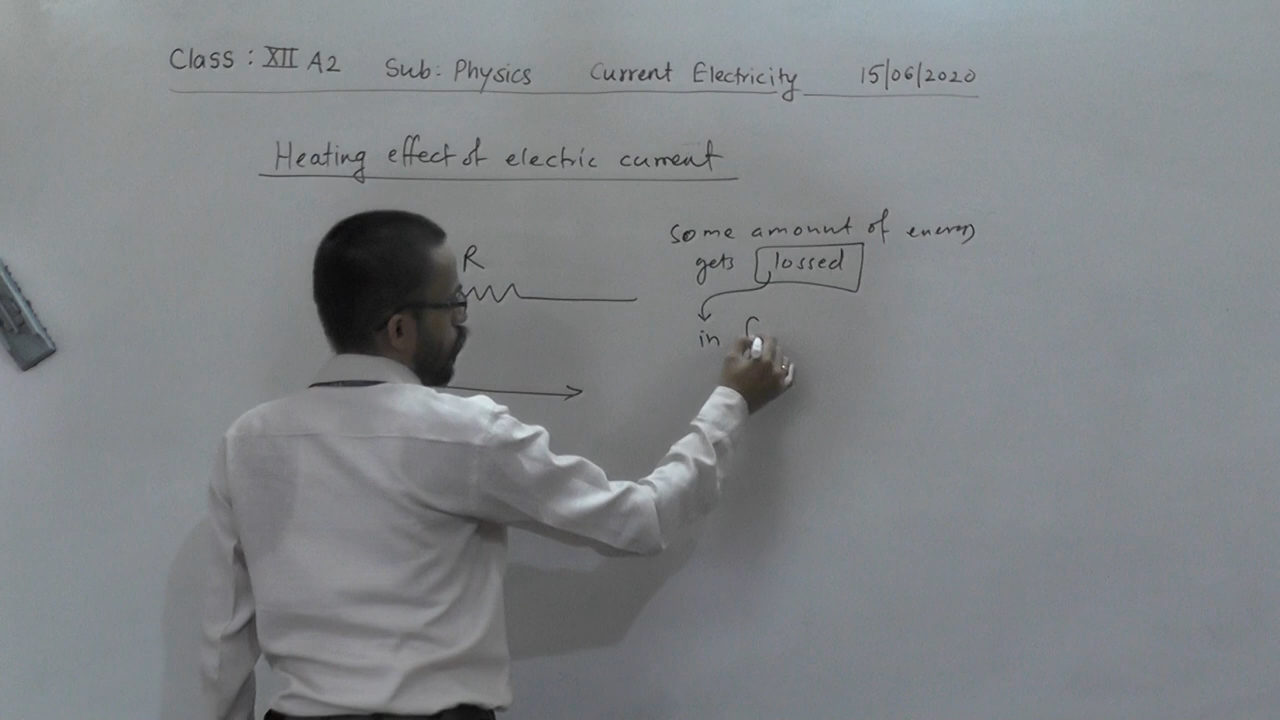 Class : XII A2 Sub: Physics Current Electricity 15/06/2020
Heating effect of electric current
R
Some amount of energy
gets lossed
in